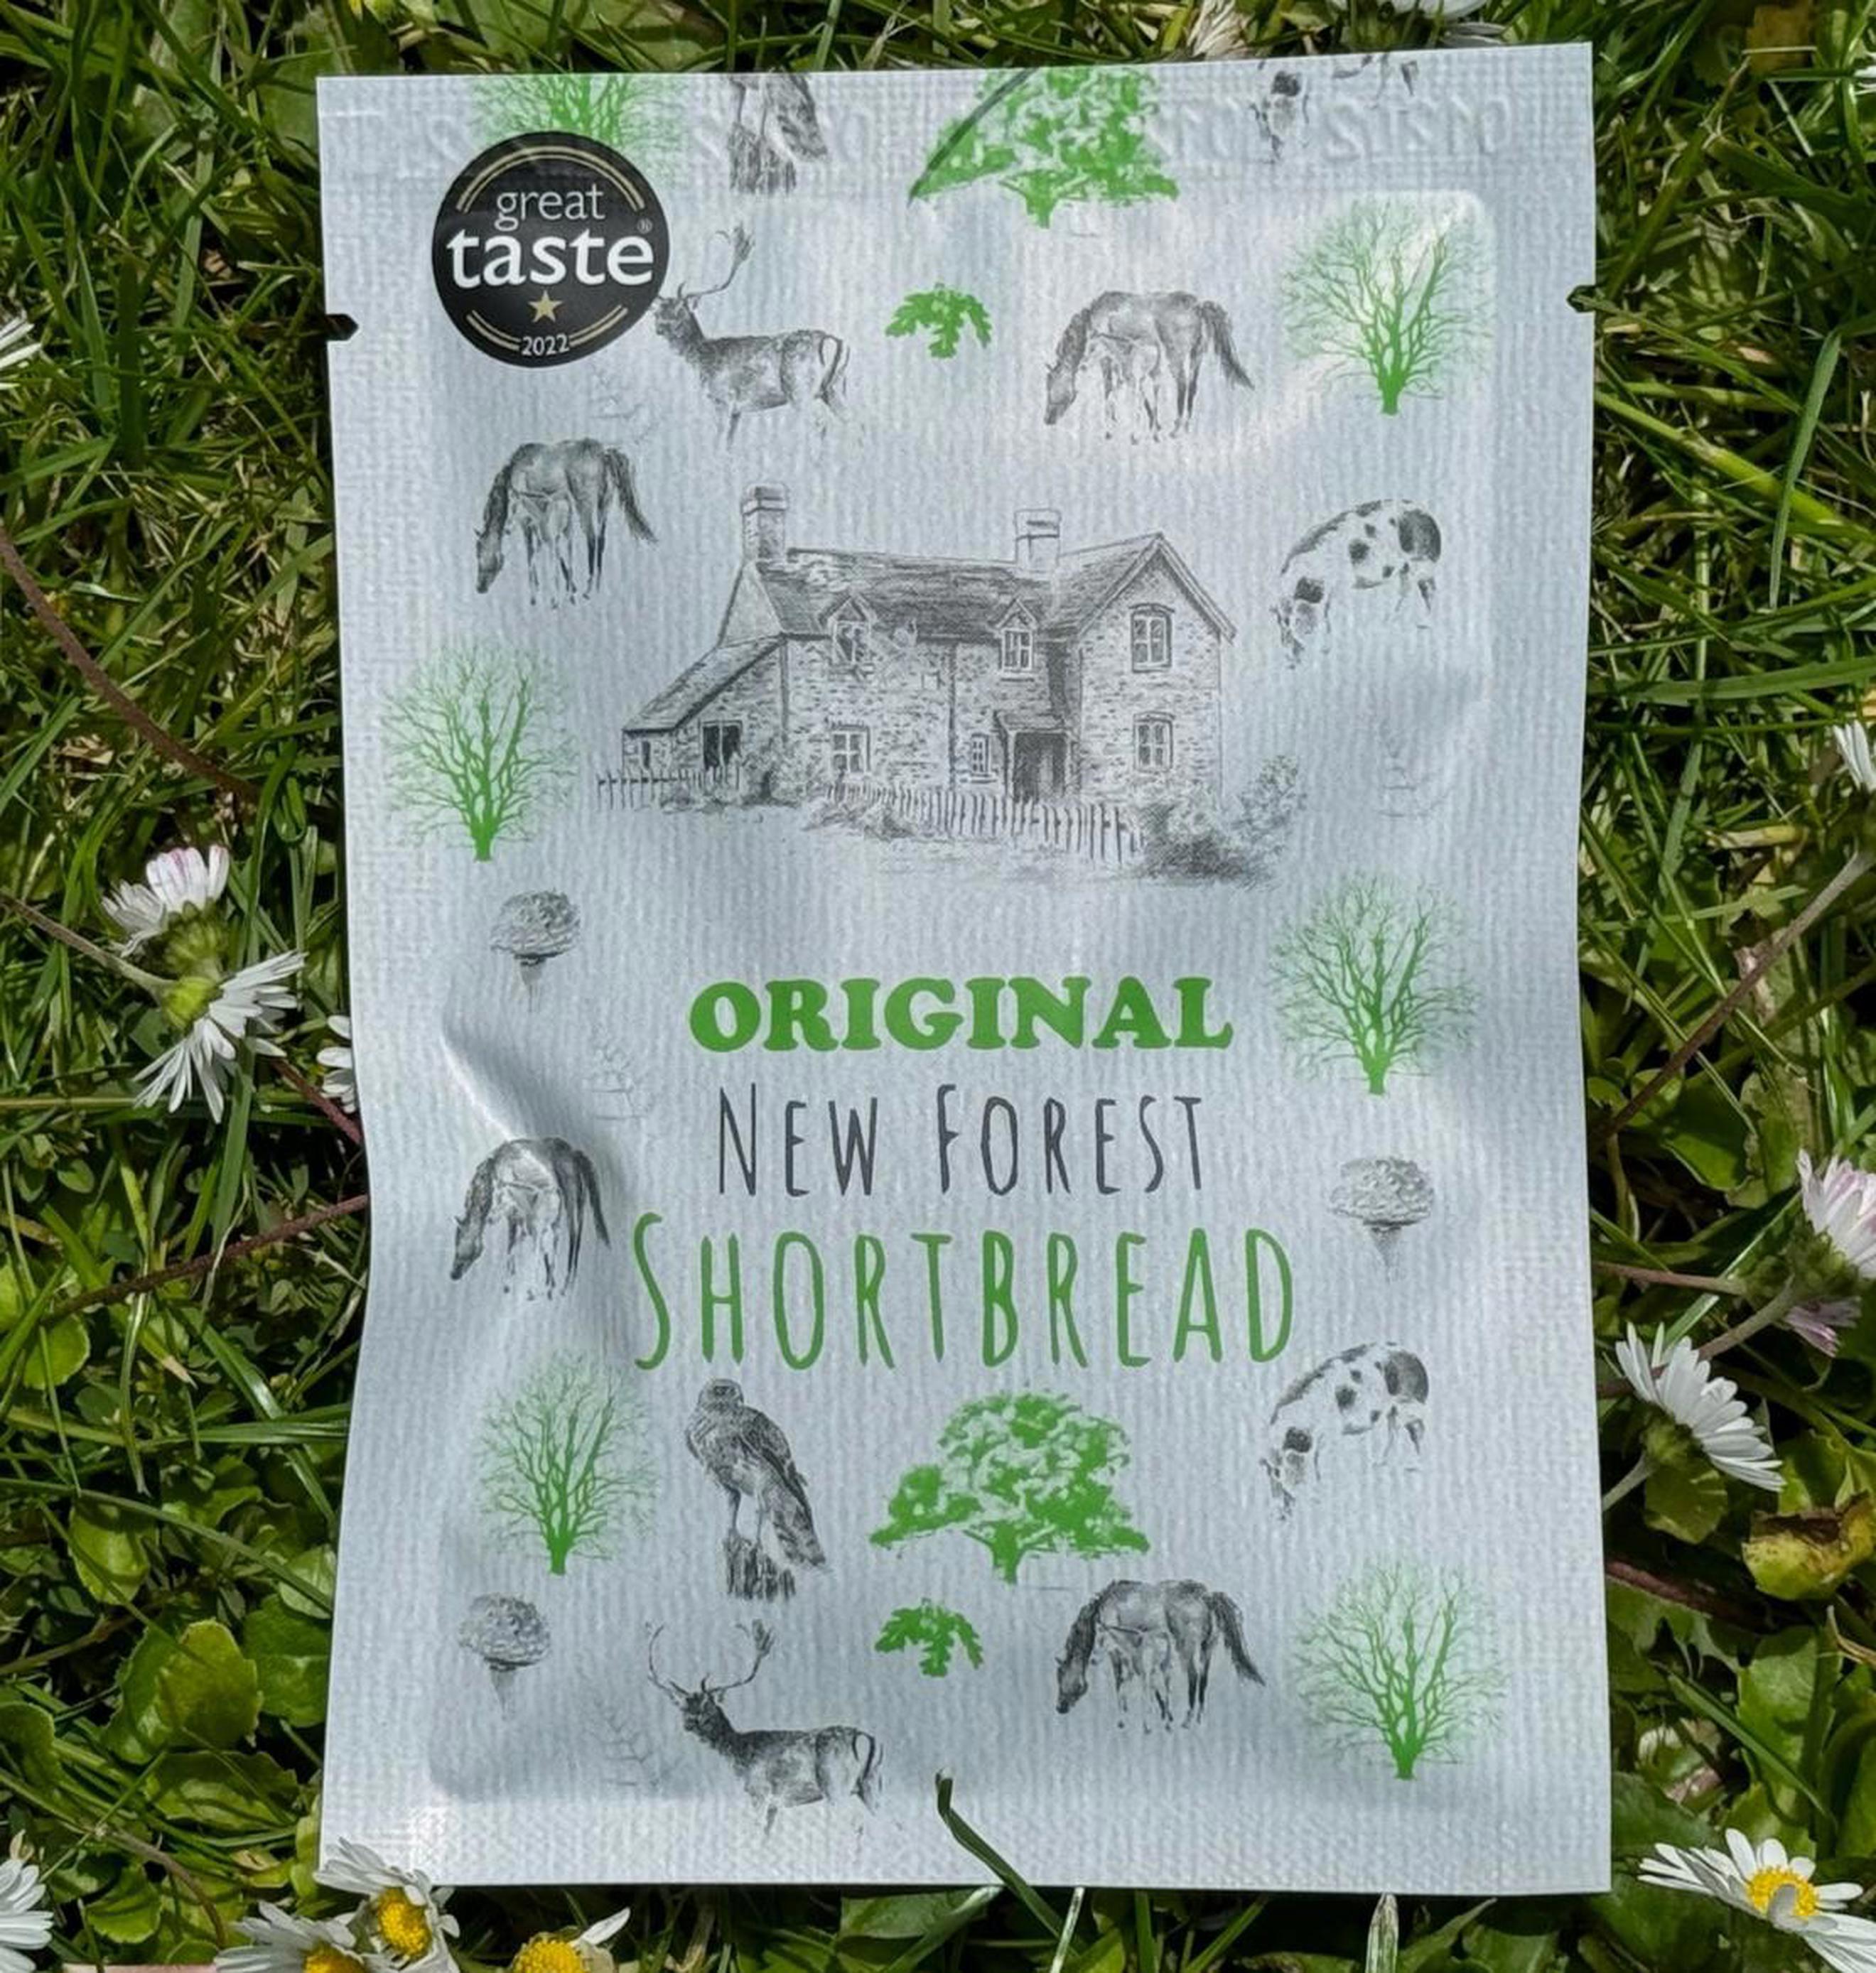 great
taste®
2022
ORIGINAL
NEW FOREST
SHORTBREAD